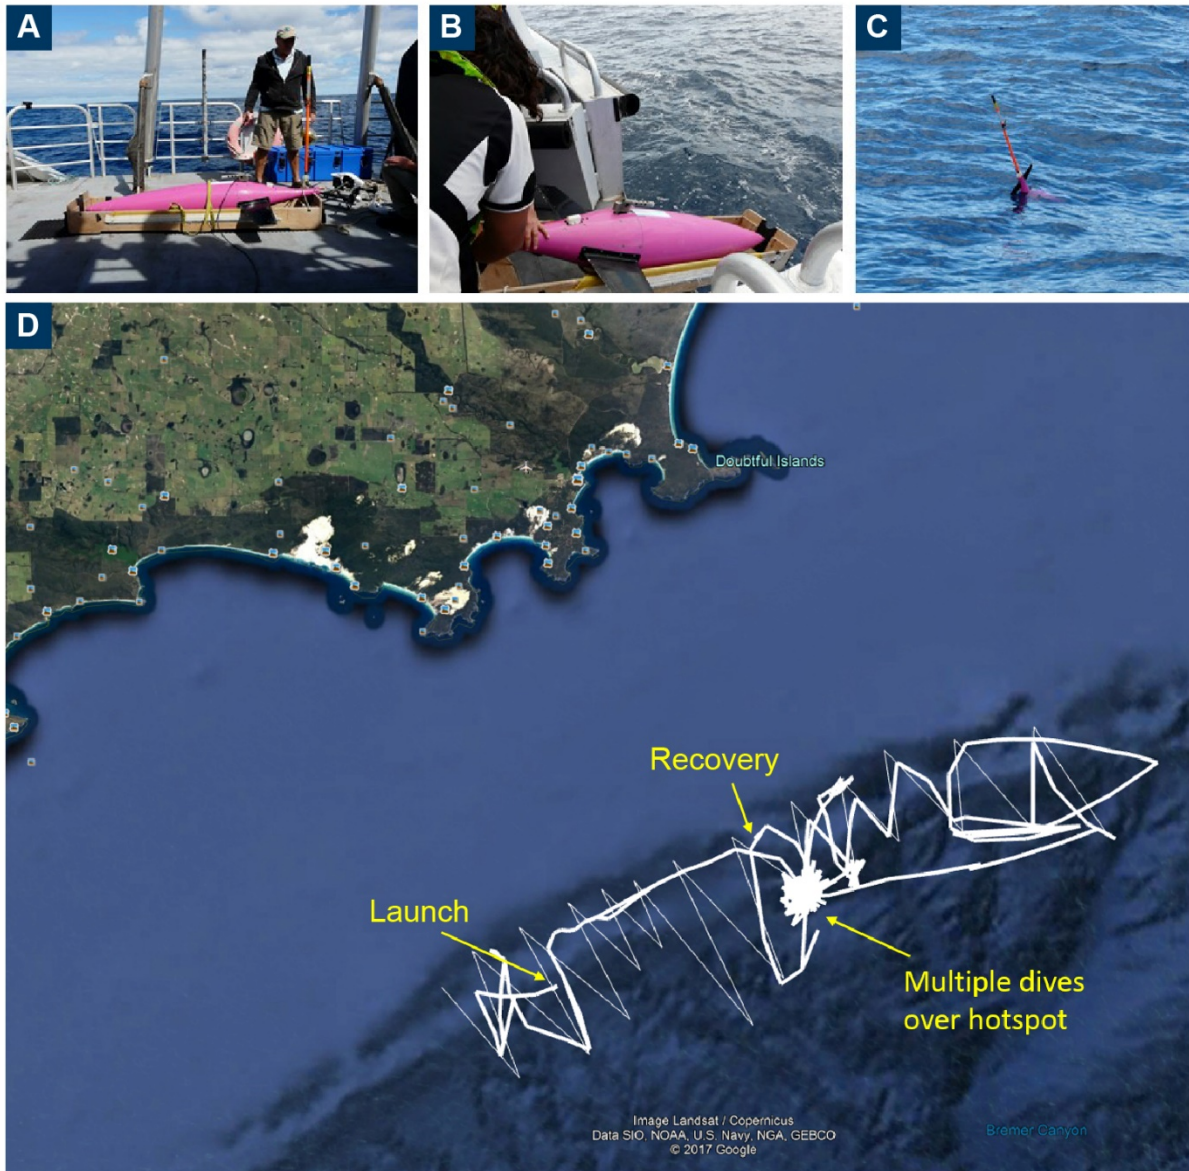 A
B
C
D
Doubtful Islands
Recovery
Launch
Multiple dives
over hotspot
Image Landsat / Copernicus
Data SIO, NOAA, U.S. Navy, NGA, GEBCO
© 2017 Google
Bremer Canyon